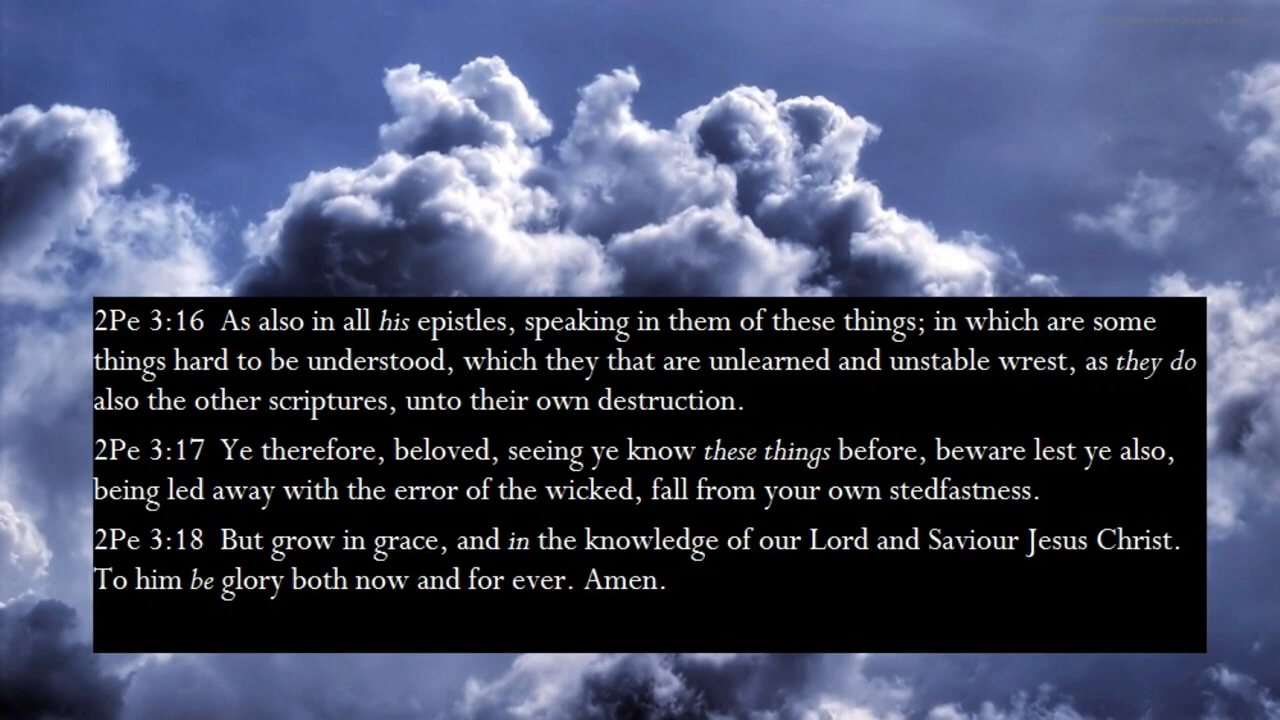 2Pe 3:16 As also in all his epistles, speaking in them of these things; in which are some
things hard to be understood, which they that are unlearned and unstable wrest, as they do
also the other scriptures, unto their own destruction.
2Pe 3:17 Ye therefore, beloved, seeing ye know these things before, beware lest ye also,
being led away with the error of the wicked, fall from your own stedfastness.
2Pe 3:18 But grow in grace, and in the knowledge of our Lord and Saviour Jesus Christ.
To him be glory both now and for ever. Amen.